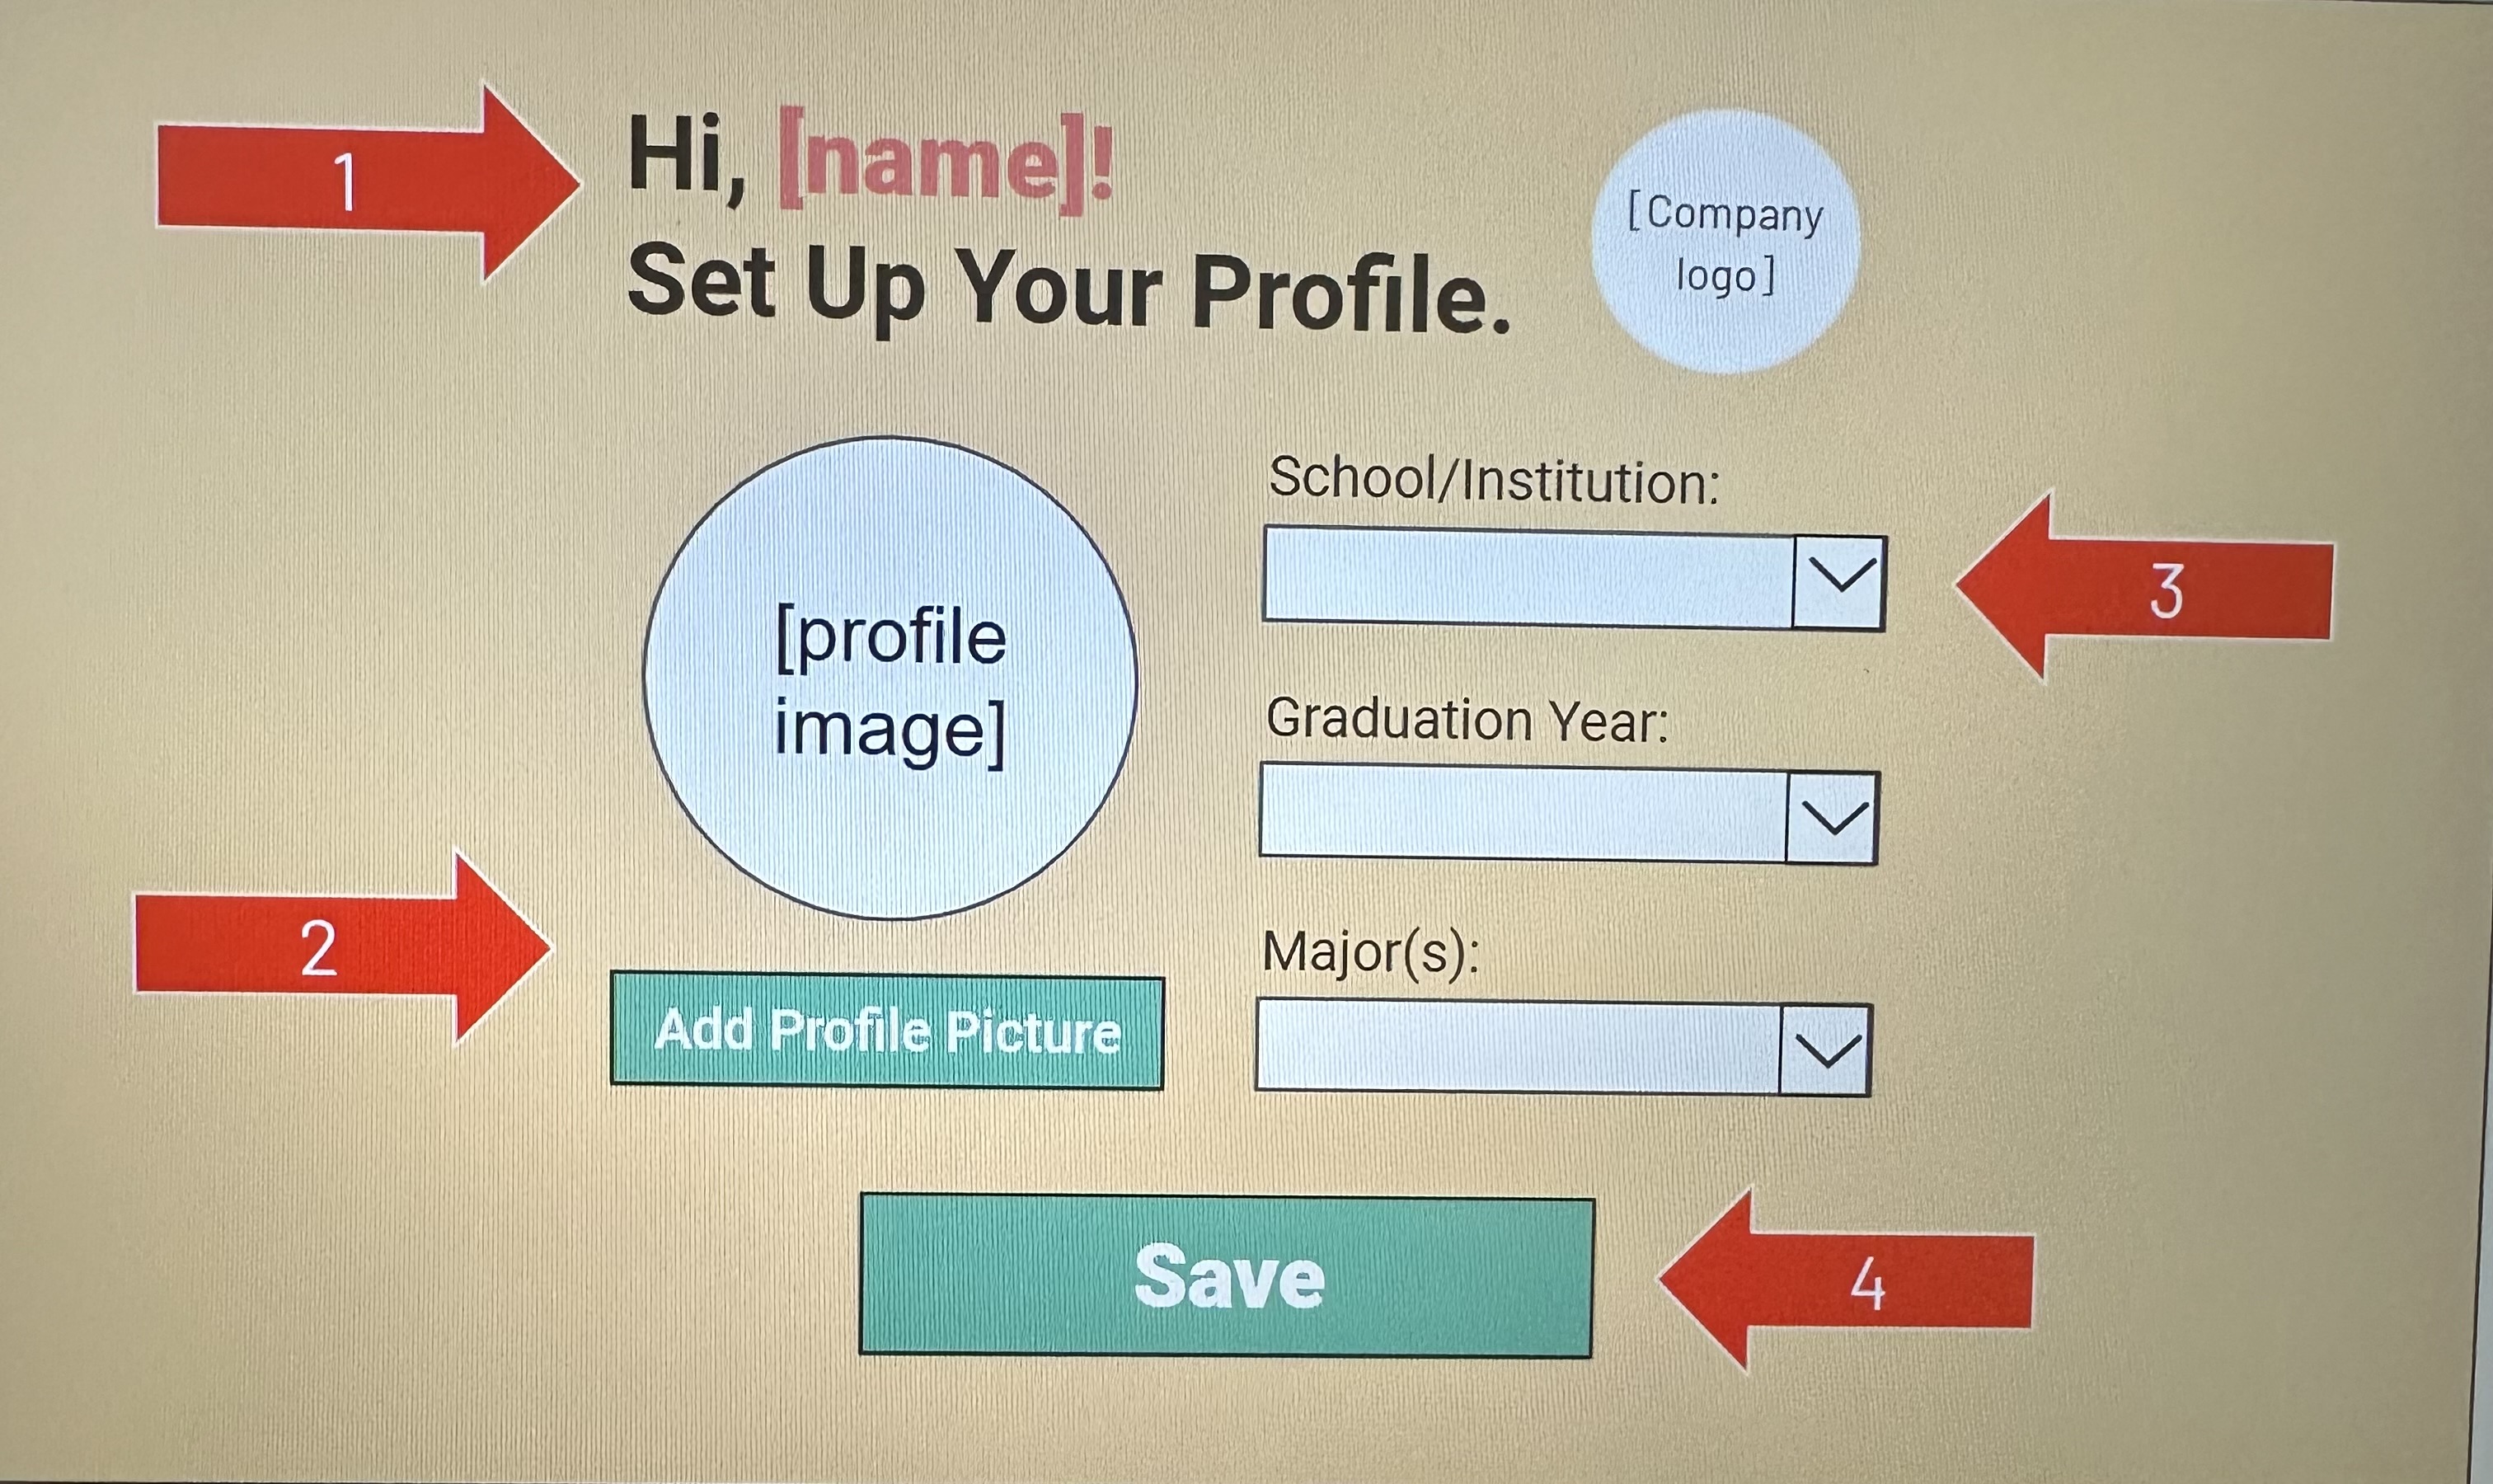 1
Hi, [name]!
Set Up Your Profile.
[Company
logo]
[profile
image]
2
Add Profile Picture
School/Institution:
3
Graduation Year:
Major(s):
Save
4